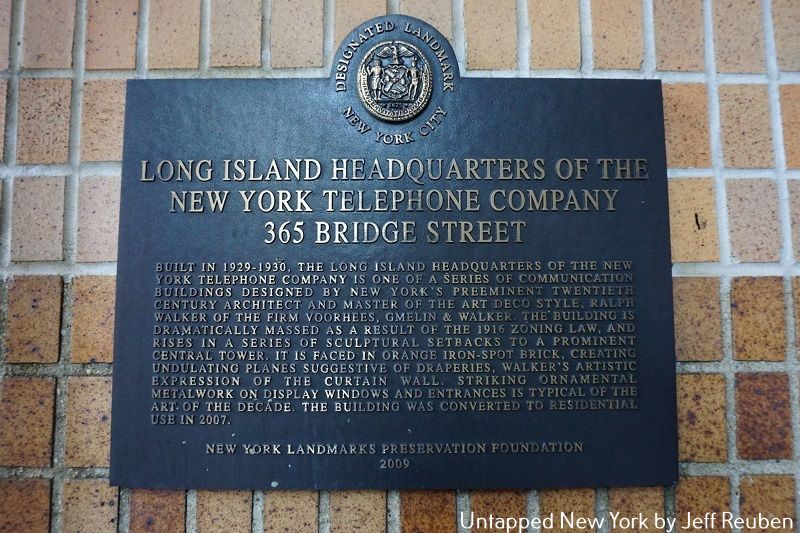 DESIGNATED LANDMARK
NEW YORK CITY
1625
LONG ISLAND HEADQUARTERS OF THE
NEW YORK TELEPHONE COMPANY
365 BRIDGE STREET
BUILT IN 1929-1930, THE LONG ISLAND HEADQUARTERS OF THE NEW
YORK TELEPHONE COMPANY IS ONE OF A SERIES OF COMMUNICATION
BUILDINGS DESIGNED BY NEW YORK'S PREEMINENT TWENTIETH
CENTURY ARCHITECT AND MASTER OF THE ART DECO STYLE, RALPH
WALKER OF THE FIRM VOORHEES, GMELIN & WALKER. THE BUILDING IS
DRAMATICALLY MASSED AS A RESULT OF THE 1916 ZONING LAW, AND
RISES IN A SERIES OF SCULPTURAL SETBACKS TO A PROMINENT
CENTRAL TOWER. IT IS FACED IN ORANGE IRON-SPOT BRICK, CREATING
UNDULATING PLANES SUGGESTIVE OF DRAPERIES, WALKER'S ARTISTIC
EXPRESSION OF THE CURTAIN WALL. STRIKING ORNAMENTAL
METALWORK ON DISPLAY WINDOWS AND ENTRANCES IS TYPICAL OF THE
ART OF THE DECADE. THE BUILDING WAS CONVERTED TO RESIDENTIAL
USE IN 2007.
NEW YORK LANDMARKS PRESERVATION FOUNDATION
2009
Untapped New York by Jeff Reuben